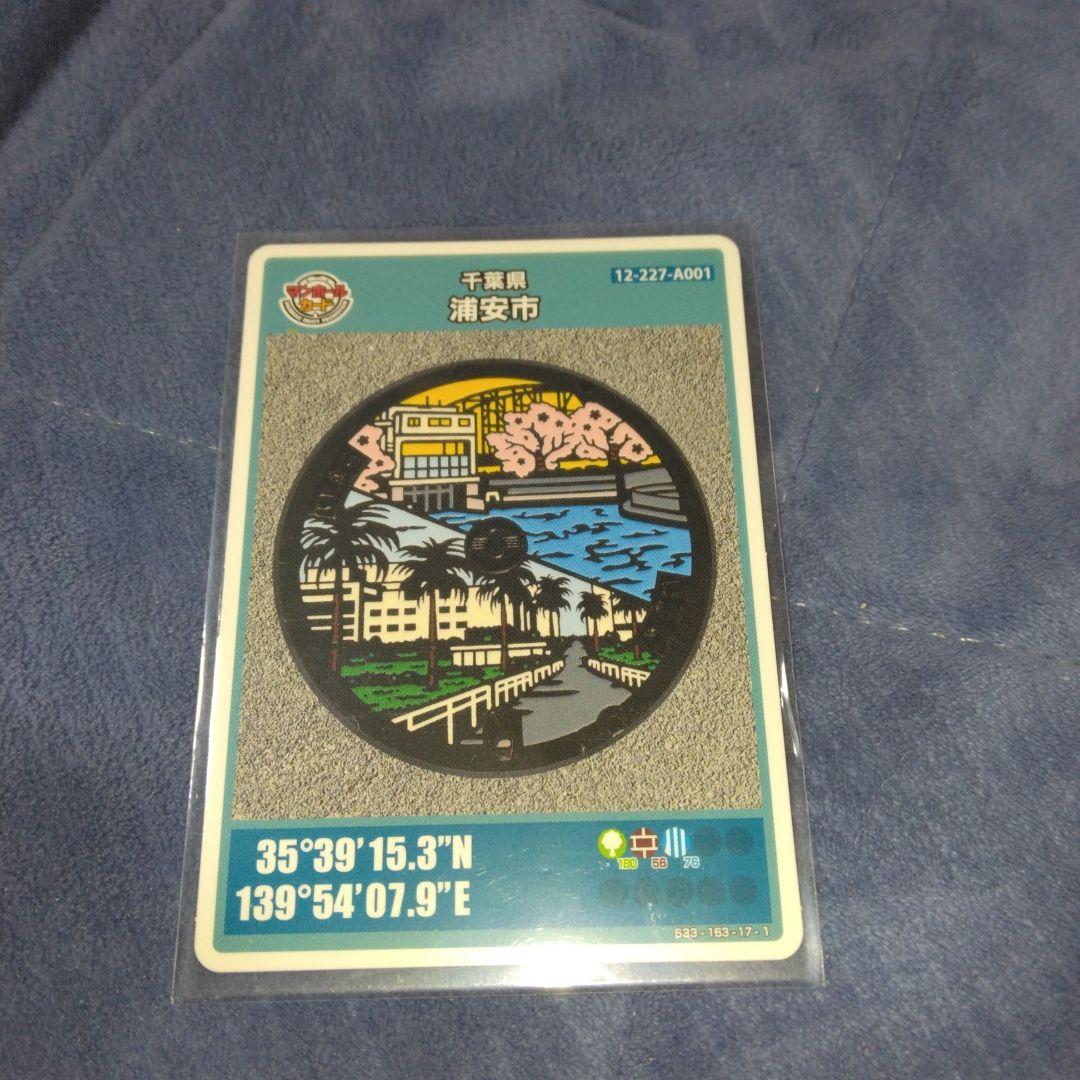 マンホール
カード
千葉県
浦安市
12-227-A001
35°39'15.3"N
139°54'07.9"E
180 56 76
633-163-17-1